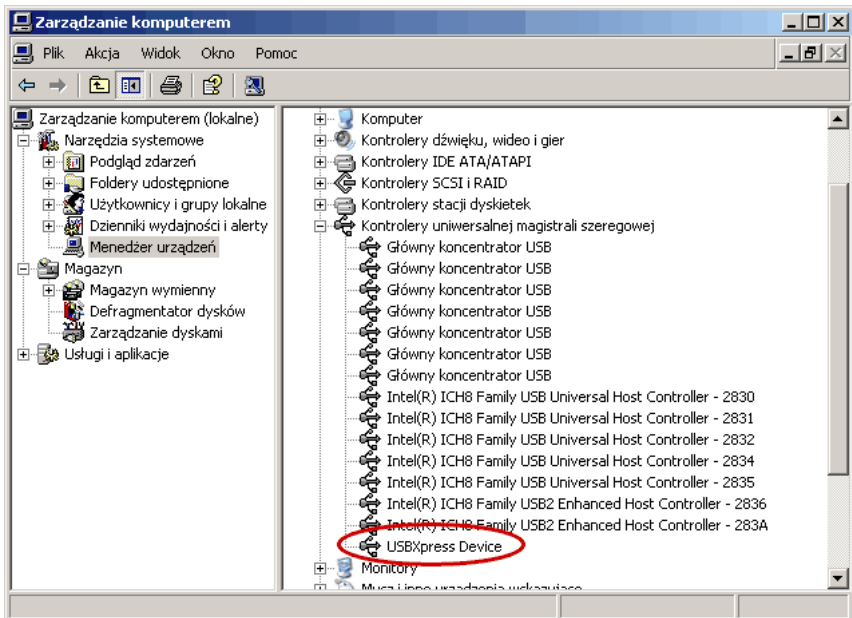 Zarządzanie komputerem
Plik Akcja Widok Okno Pomoc
Zarządzanie komputerem (lokalne)
Narzędzia systemowe
Podgląd zdarzeń
Foldery udostępnione
Użytkownicy i grupy lokalne
Dzienniki wydajności i alerty
Menedżer urządzeń
Magazyn
Magazyn wymienny
Defragmentator dysków
Zarządzanie dyskami
Usługi i aplikacje
Komputer
Kontrolery dźwięku, wideo i gier
Kontrolery IDE ATA/ATAPI
Kontrolery SCSI i RAID
Kontrolery stacji dyskietek
Kontrolery uniwersalnej magistrali szeregowej
Główny koncentrator USB
Główny koncentrator USB
Główny koncentrator USB
Główny koncentrator USB
Główny koncentrator USB
Główny koncentrator USB
Główny koncentrator USB
Intel(R) ICH8 Family USB Universal Host Controller - 2830
Intel(R) ICH8 Family USB Universal Host Controller - 2831
Intel(R) ICH8 Family USB Universal Host Controller - 2832
Intel(R) ICH8 Family USB Universal Host Controller - 2834
Intel(R) ICH8 Family USB Universal Host Controller - 2835
Intel(R) ICH8 Family USB2 Enhanced Host Controller - 2836
Intel(R) ICH8 Family USB2 Enhanced Host Controller - 283A
USBXpress Device
Monitory
Mysz i inne urządzenia wskazujące